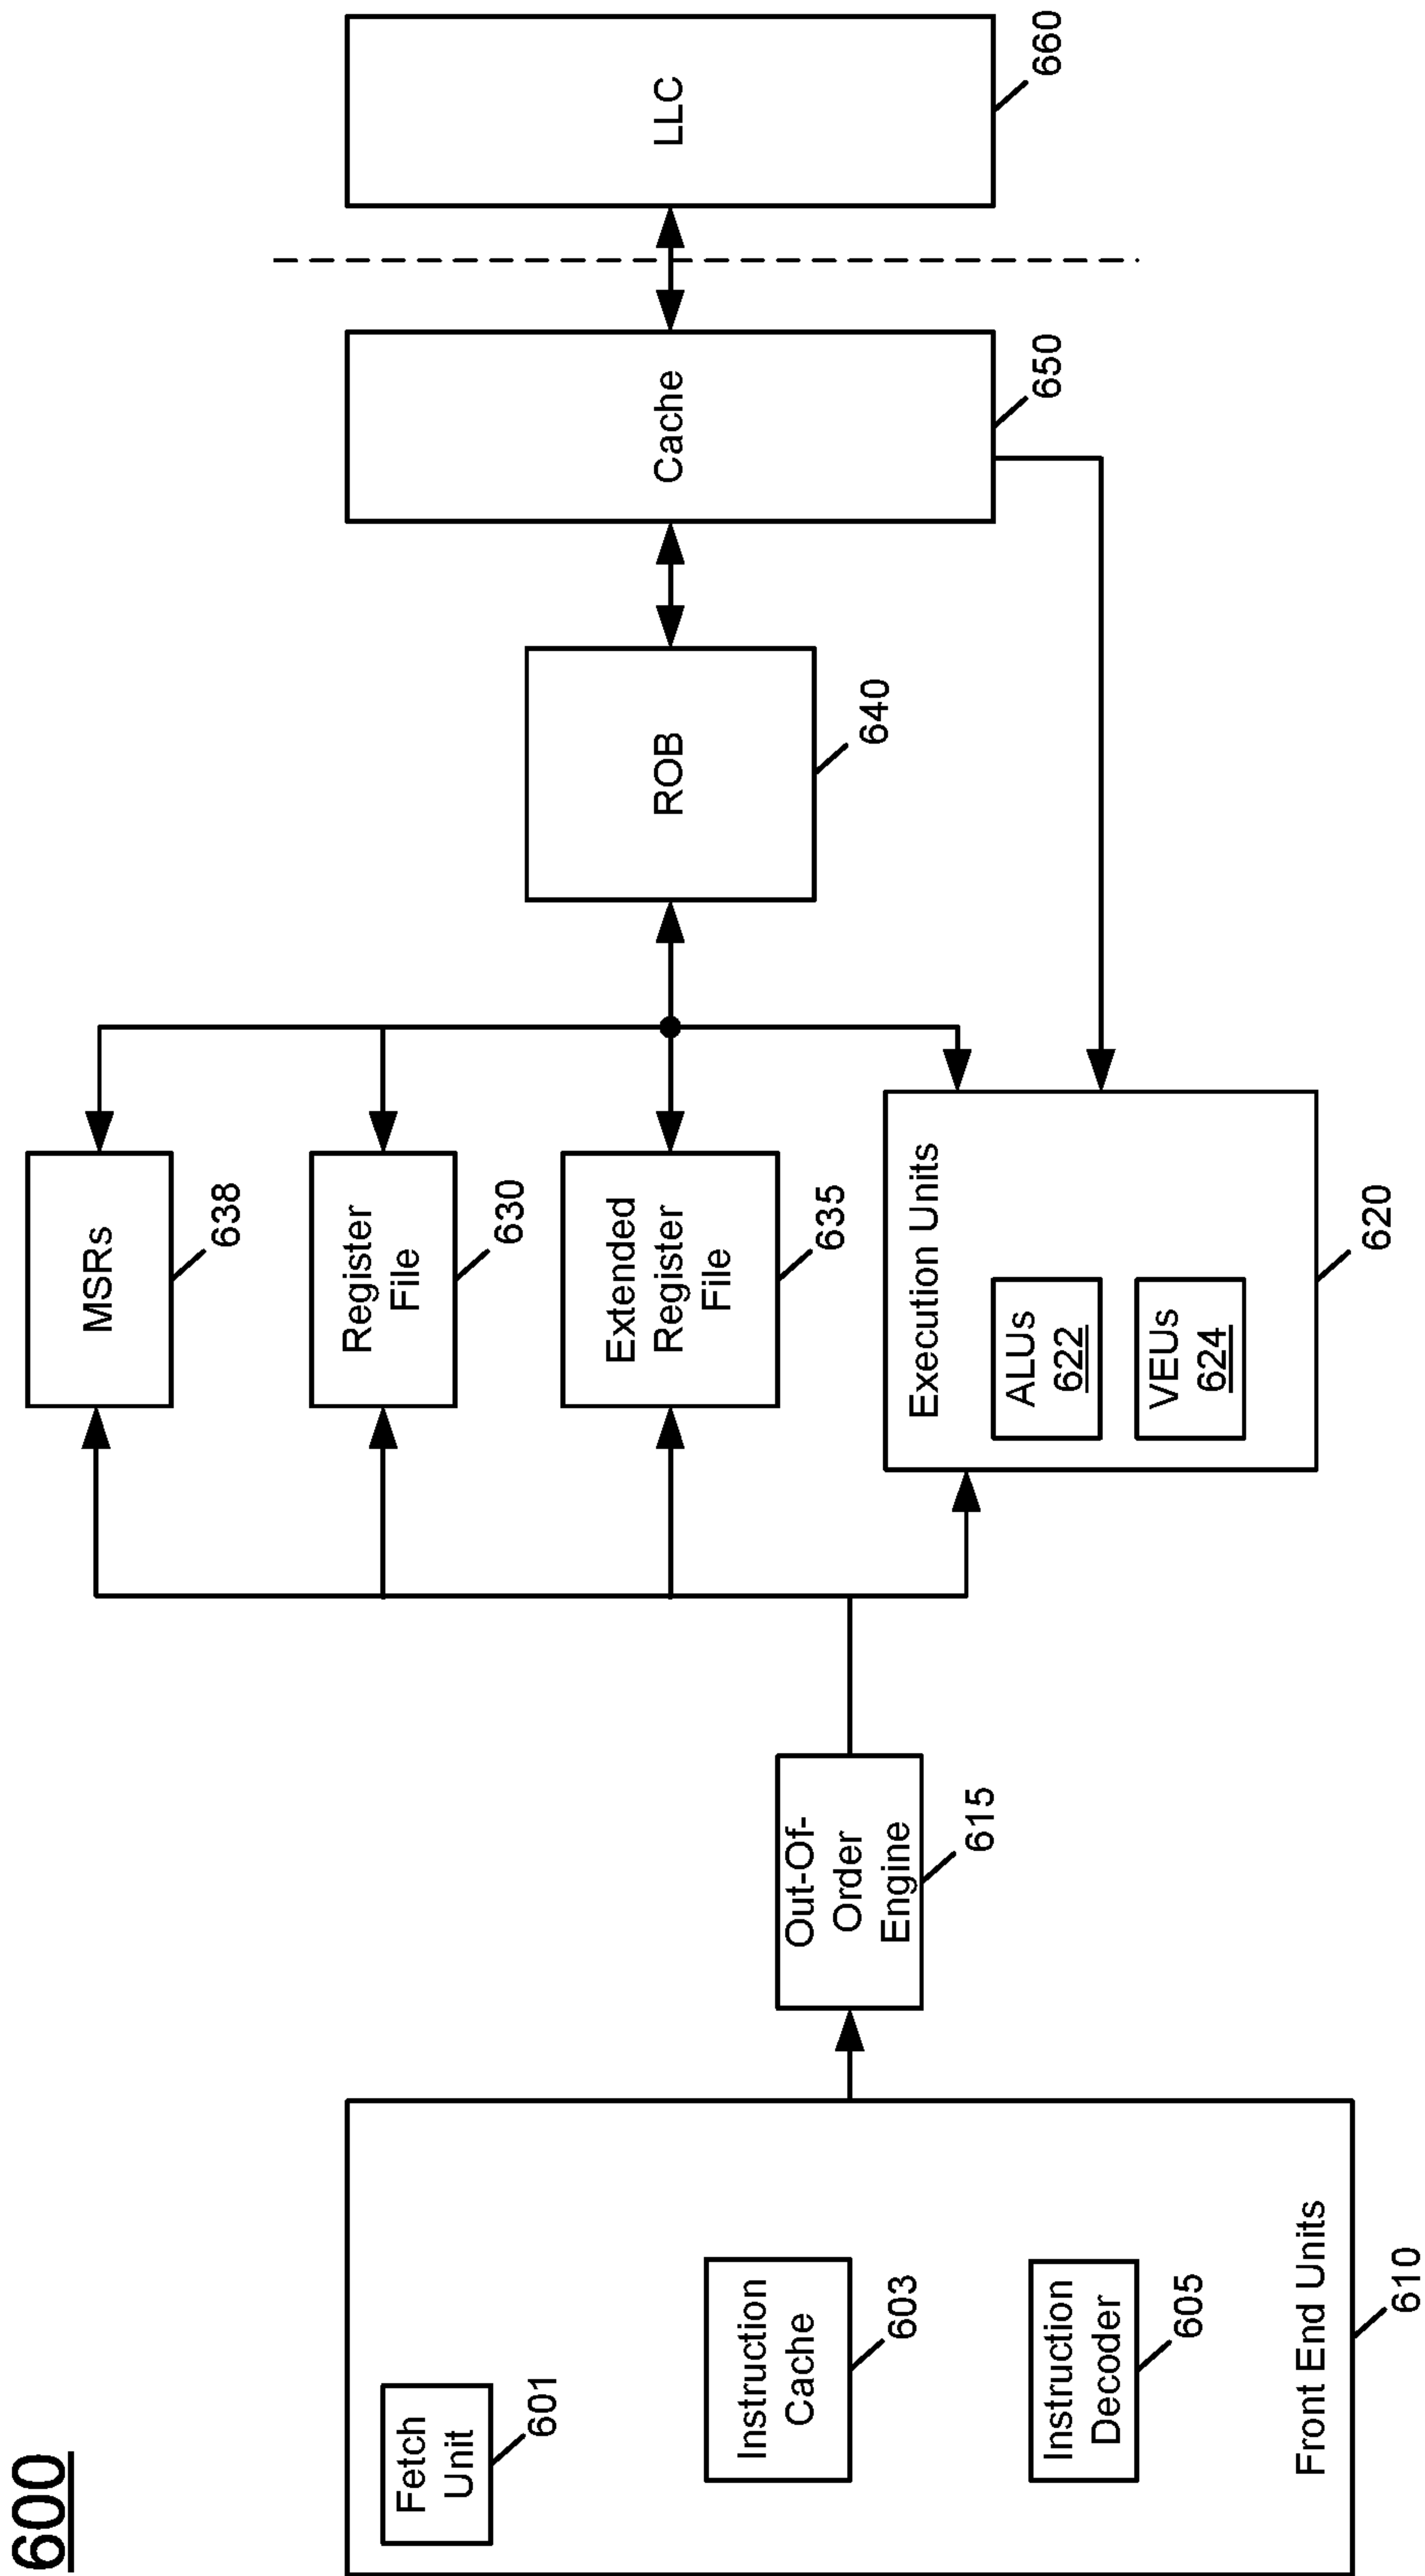 600
Fetch
Unit
601
Instruction
Cache
603
Instruction
Decoder
605
Front End Units
610
Out-Of-
Order
Engine
615
MSRs
638
Register
File
630
Extended
Register
File
635
Execution Units
ALUs
622
VEUs
624
620
ROB
640
Cache
650
LLC
660